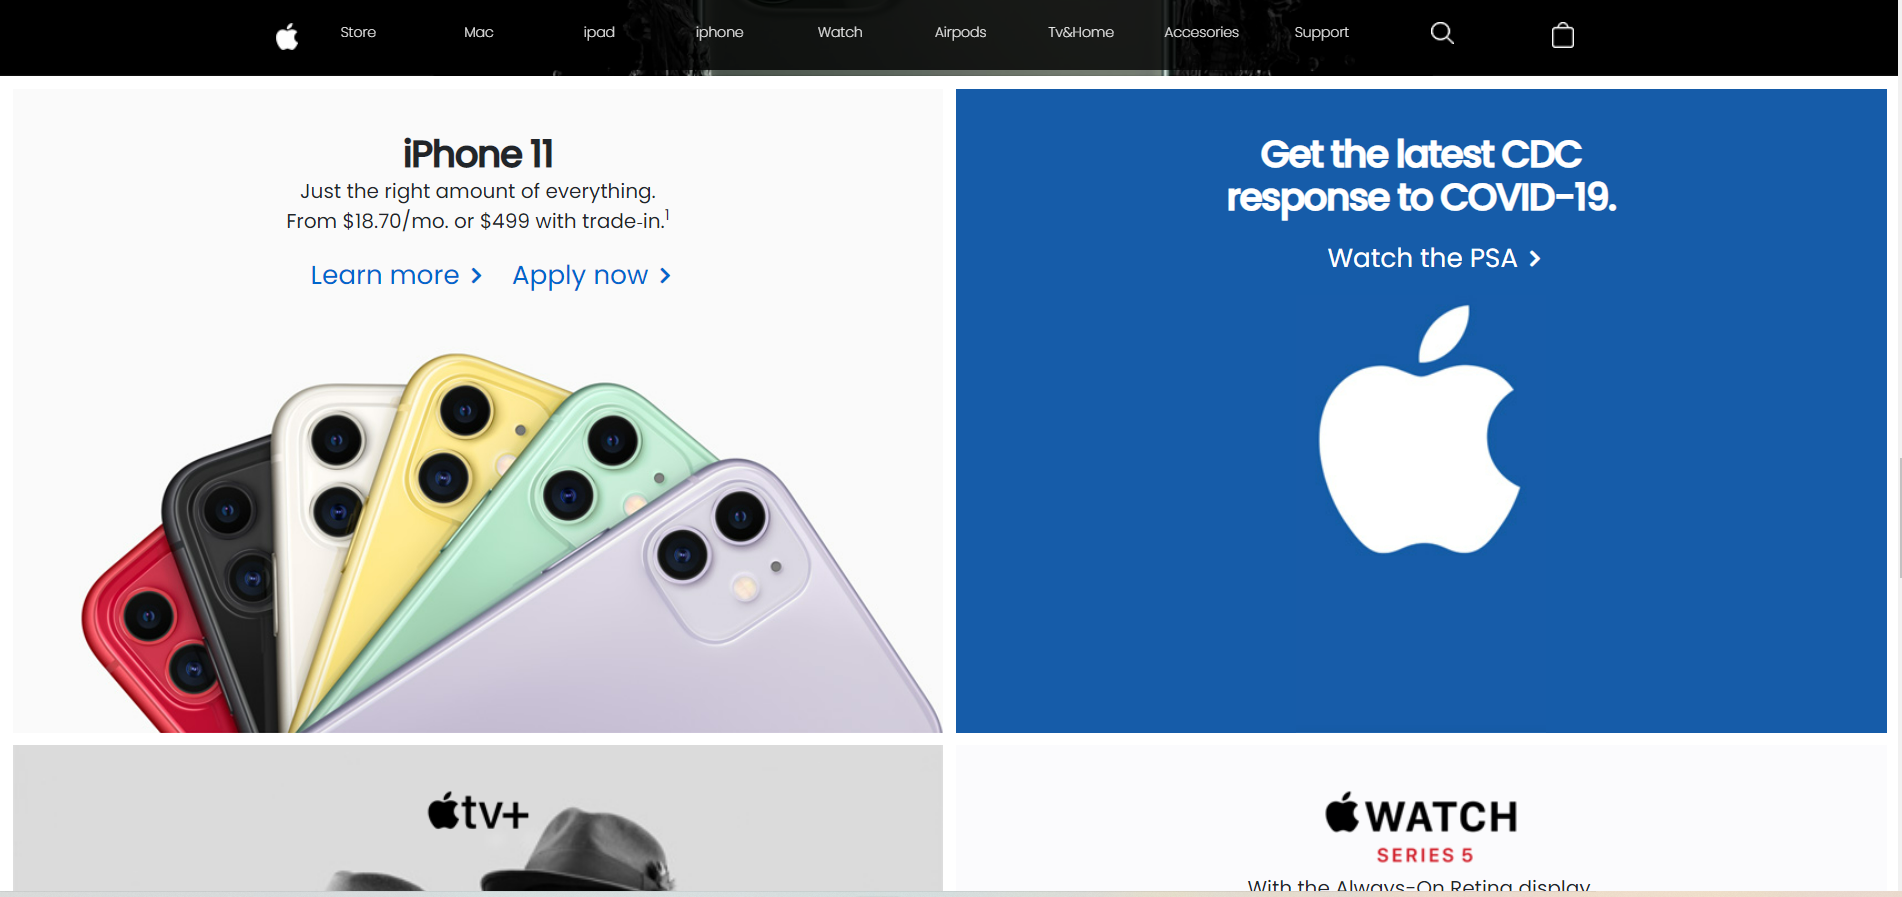 Store Mac ipad iphone Watch Airpods Tv&Home Accesories Support
iPhone 11
Just the right amount of everything.
From $18.70/mo. or $499 with trade-in.1
Learn more Apply now
Get the latest CDC
response to COVID-19.
Watch the PSA
tv+
WATCH
SERIES 5
With the Always-On Retina display